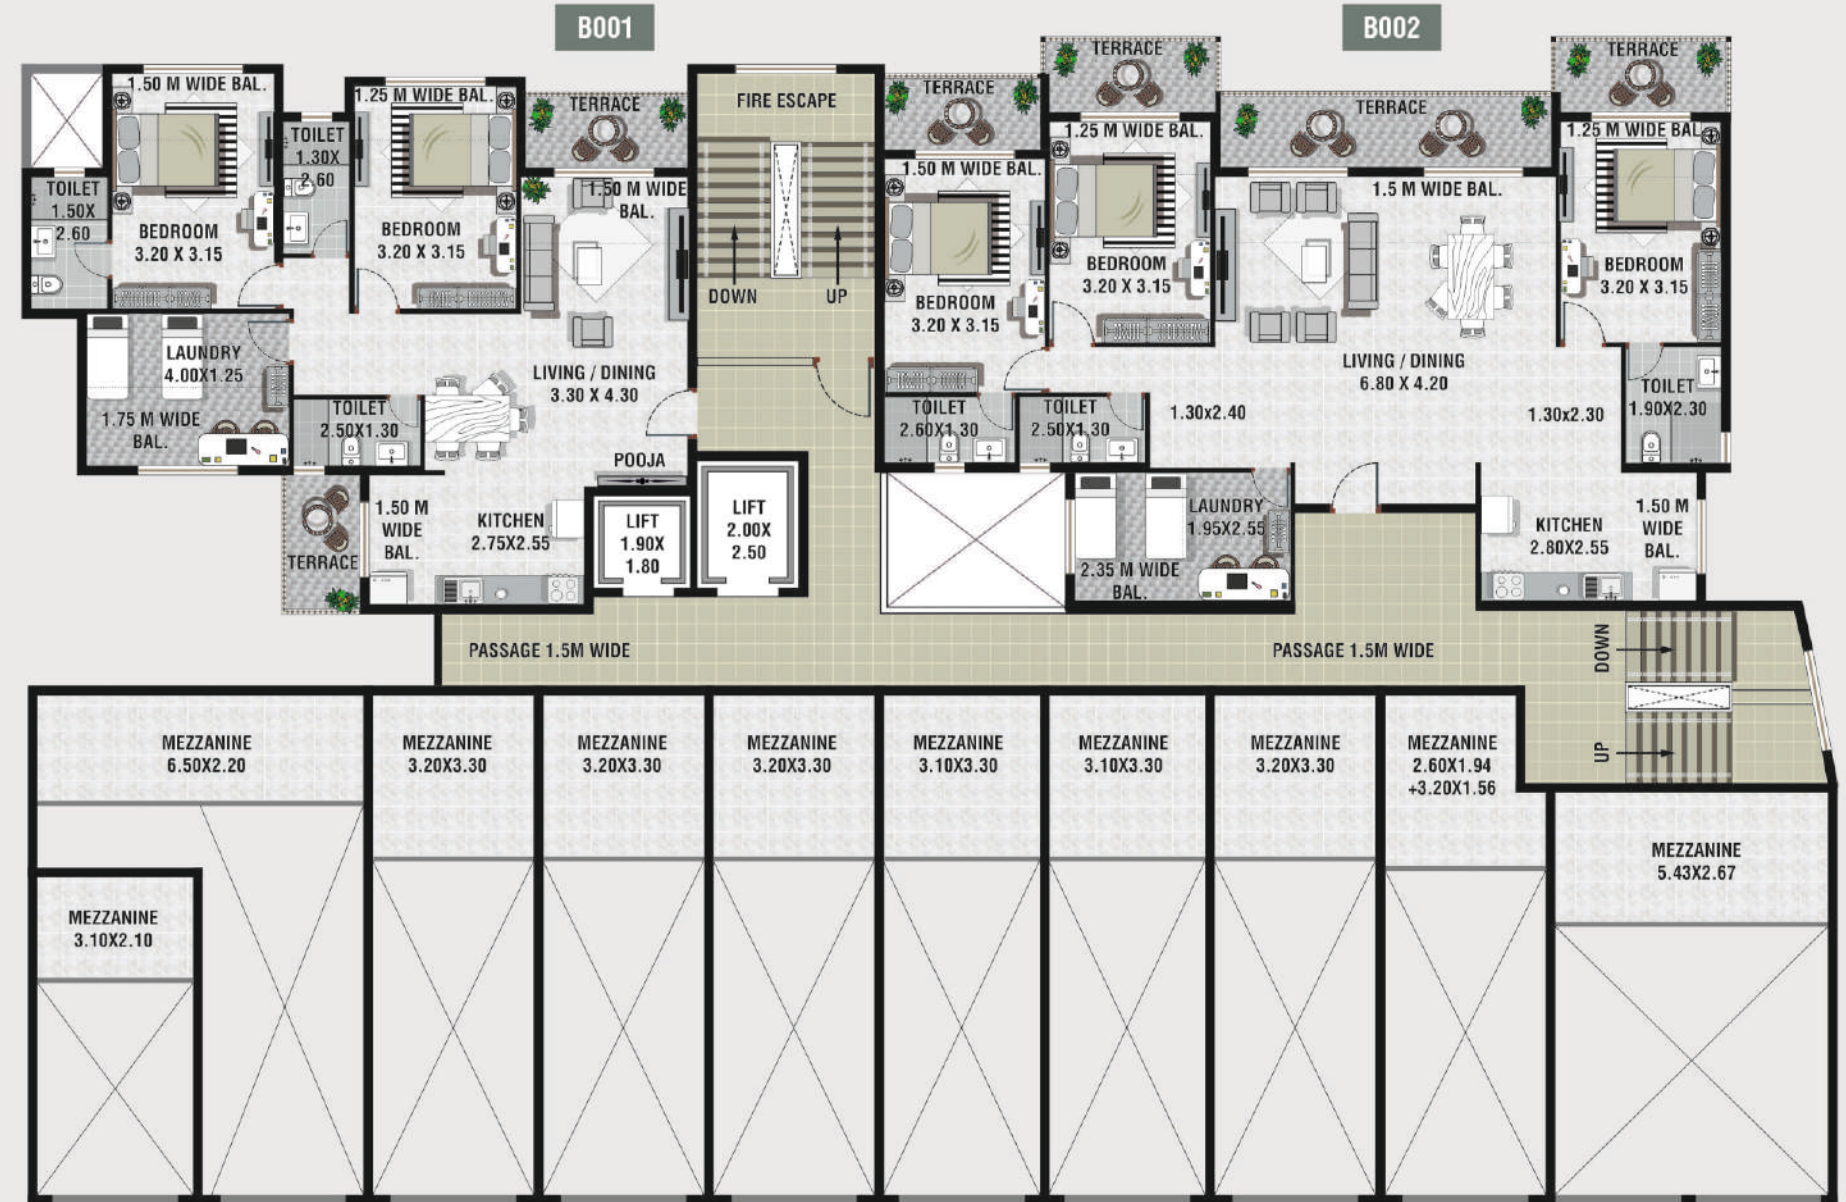 B001
B002
1.50 M WIDE BAL.
TOILET
1.50X
2.60
BEDROOM
3.20 X 3.15
TOILET
1.30X
2.60
1.25 M WIDE BAL.
BEDROOM
3.20 X 3.15
TERRACE
1.50 M WIDE
BAL.
LAUNDRY
4.00X1.25
1.75 M WIDE
BAL.
TOILET
2.50X1.30
LIVING / DINING
3.30 X 4.30
POOJA
TERRACE
1.50 M
WIDE
BAL.
KITCHEN
2.75X2.55
LIFT
1.90X
1.80
LIFT
2.00X
2.50
FIRE ESCAPE
DOWN
UP
TERRACE
1.50 M WIDE BAL.
BEDROOM
3.20 X 3.15
TERRACE
1.25 M WIDE BAL.
BEDROOM
3.20 X 3.15
TERRACE
1.5 M WIDE BAL.
LIVING / DINING
6.80 X 4.20
TERRACE
1.25 M WIDE BAL.
BEDROOM
3.20 X 3.15
TOILET
2.60X1.30
TOILET
2.50X1.30
1.30x2.40
1.30x2.30
TOILET
1.90X2.30
LAUNDRY
1.95X2.55
2.35 M WIDE
BAL.
KITCHEN
2.80X2.55
1.50 M
WIDE
BAL.
PASSAGE 1.5M WIDE
PASSAGE 1.5M WIDE
DOWN
UP
MEZZANINE
6.50X2.20
MEZZANINE
3.20X3.30
MEZZANINE
3.20X3.30
MEZZANINE
3.20X3.30
MEZZANINE
3.10X3.30
MEZZANINE
3.10X3.30
MEZZANINE
3.20X3.30
MEZZANINE
2.60X1.94
+3.20X1.56
MEZZANINE
5.43X2.67
MEZZANINE
3.10X2.10